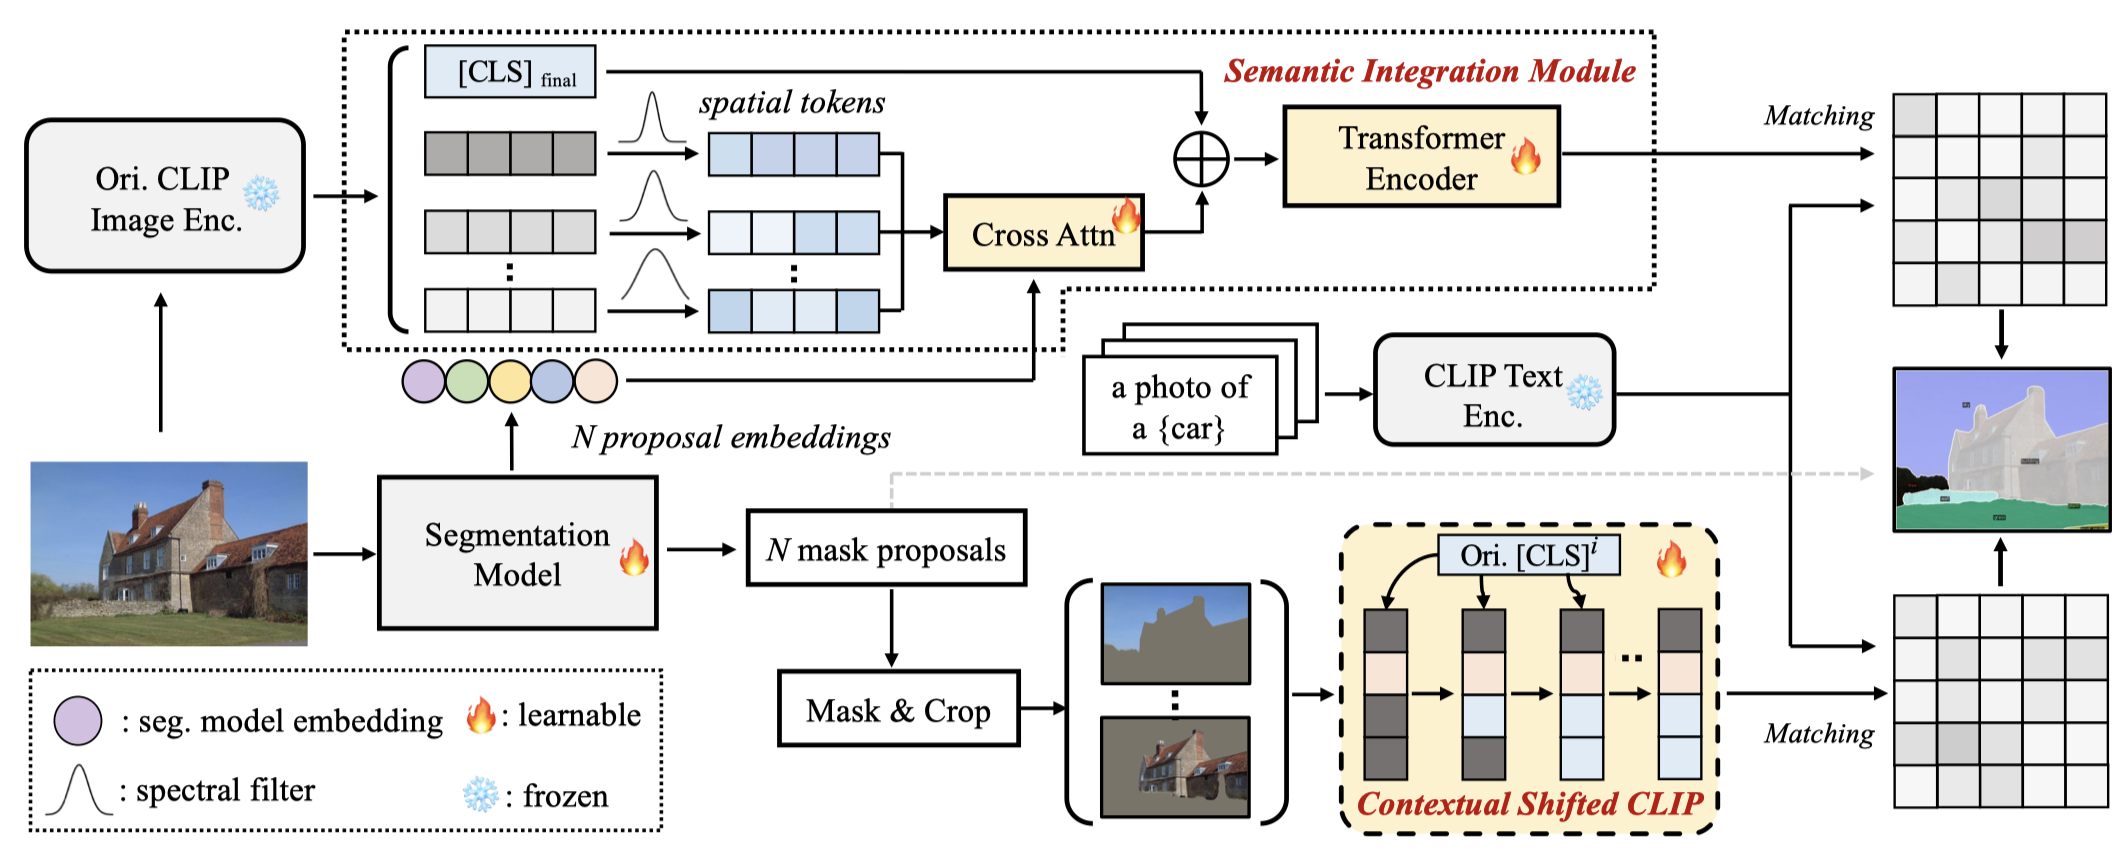 [CLS] final
Semantic Integration Module
spatial tokens
Ori. CLIP
Image Enc.
Transformer
Encoder
Matching
Cross Attn
a photo of
a {car}
CLIP Text
Enc.
N proposal embeddings
Segmentation
Model
N mask proposals
Mask & Crop
Ori. [CLS]^i
Contextual Shifted CLIP
Matching
: seg. model embedding
: learnable
: spectral filter
: frozen